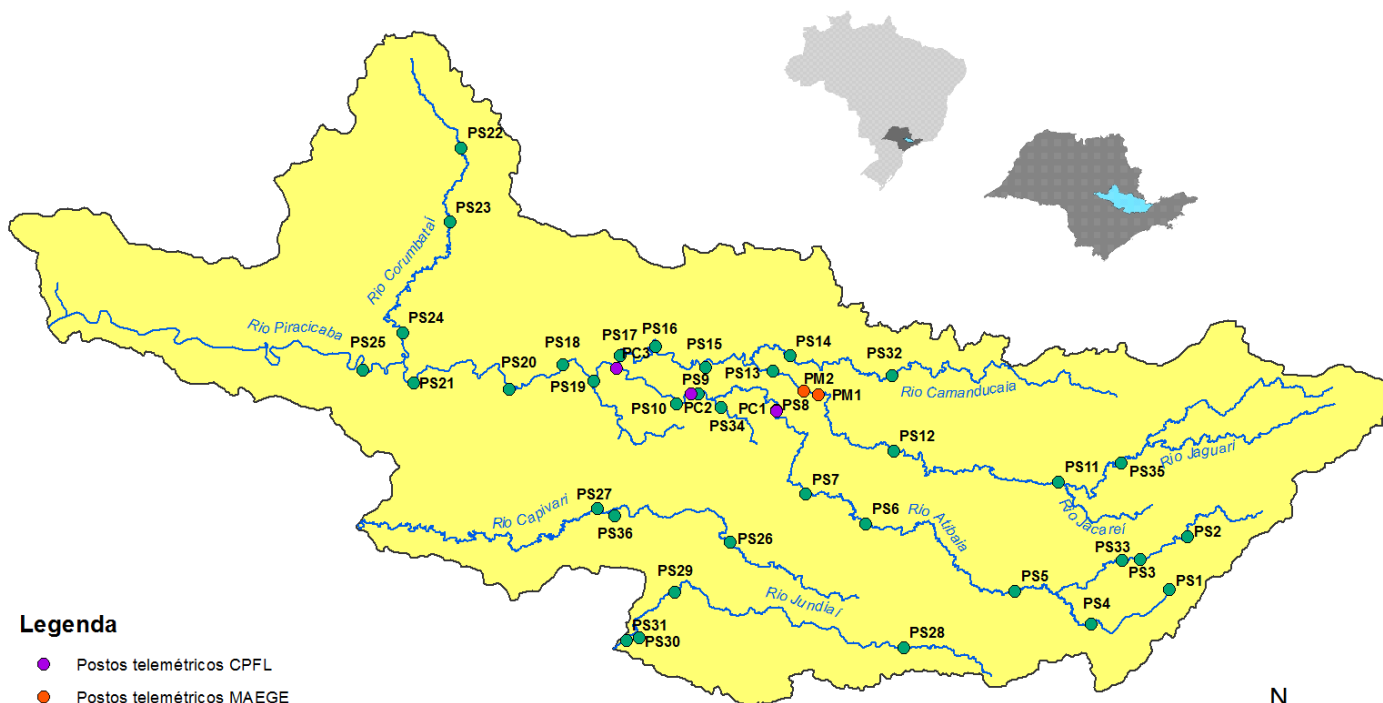 PS22
PS23
Rio Corumbataí
PS24
Rio Piracicaba
PS25
PS21
PS20
PS18
PS19
PS17
PC3
PS16
PS15
PS14
PS13
PS32
Rio Camanducaia
PM2
PM1
PS9
PS10
PC2
PS34
PC1
PS8
PS12
PS11
PS35
Rio Jaguari
Rio Jacareí
PS7
PS6
Rio Atibaia
PS2
PS33
PS3
PS1
PS5
PS4
PS27
Rio Capivari
PS36
PS26
PS29
Rio Jundiaí
PS28
PS31
PS30
Legenda
Postos telemétricos CPFL
Postos telemétricos MAEGE
N